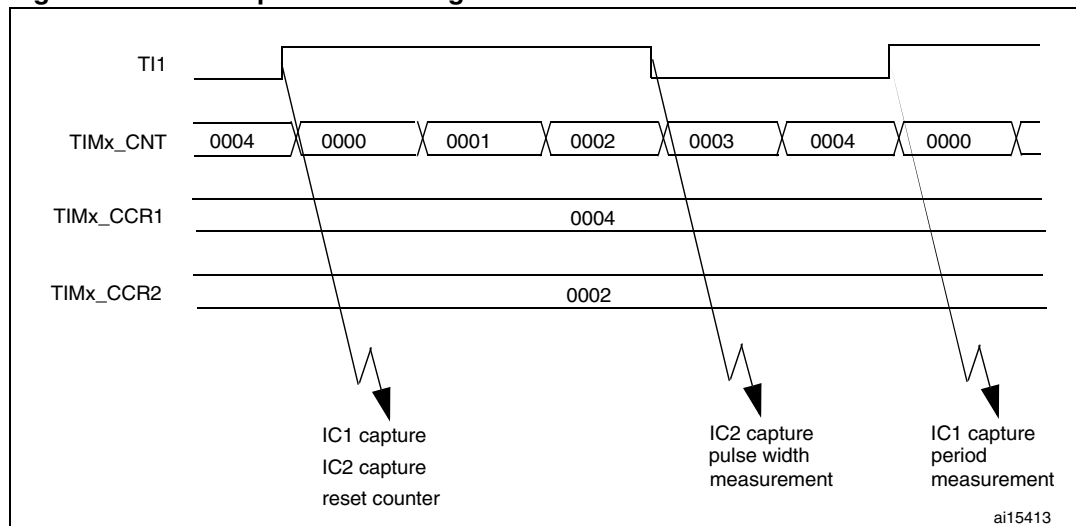 TI1
TIMx_CNT 0004 0000 0001 0002 0003 0004 0000
TIMx_CCR1 0004
TIMx_CCR2 0002
IC1 capture
IC2 capture
reset counter
IC2 capture
pulse width
measurement
IC1 capture
period
measurement
ai15413